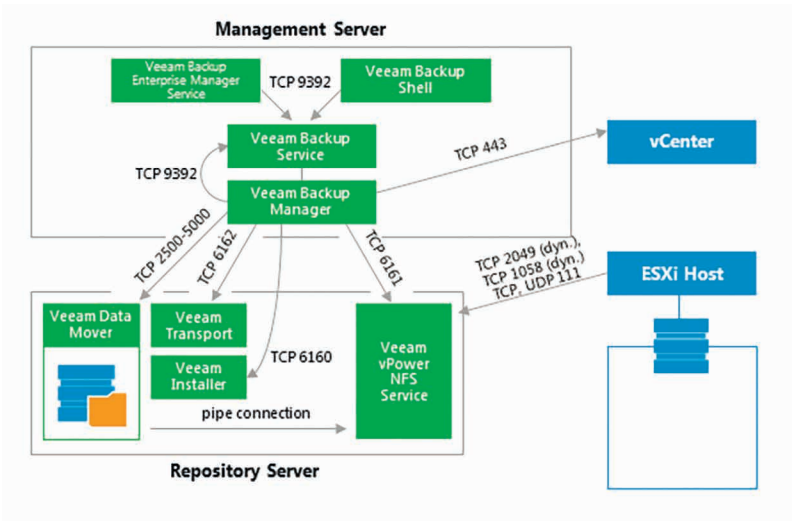 Management Server
Veeam Backup
Enterprise Manager
Service
TCP 9392
Veeam Backup
Shell
Veeam Backup
Service
TCP 443
vCenter
TCP 9392
Veeam Backup
Manager
TCP 2500-5000
TCP 6162
TCP 6161
TCP 2049 (dyn.),
TCP 1058 (dyn.)
TCP, UDP 111
ESXi Host
Veeam Data
Mover
Veeam
Transport
Veeam
Installer
TCP 6160
Veeam
vPower
NFS
Service
pipe connection
Repository Server